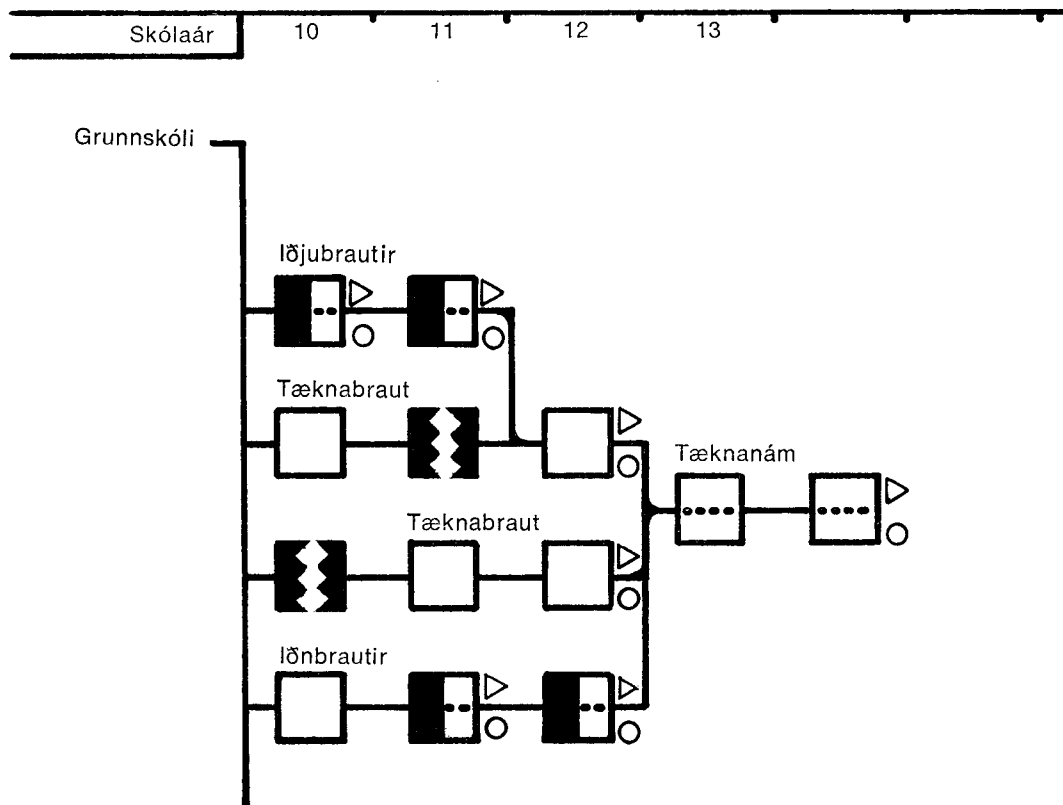 Skólaár 10 11 12 13
Grunnskóli
Iðjubrautir
Tæknabraut
Tæknanám
Tæknabraut
Iðnbrautir